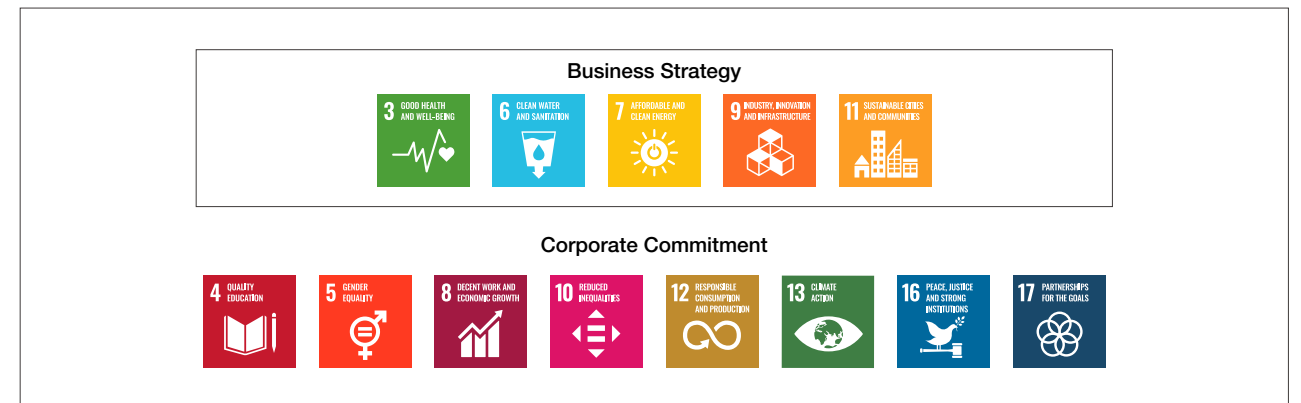 Business Strategy
3 GOOD HEALTH
AND WELL-BEING
6 CLEAN WATER
AND SANITATION
7 AFFORDABLE AND
CLEAN ENERGY
9 INDUSTRY, INNOVATION
AND INFRASTRUCTURE
11 SUSTAINABLE CITIES
AND COMMUNITIES
Corporate Commitment
4 QUALITY
EDUCATION
5 GENDER
EQUALITY
8 DECENT WORK AND
ECONOMIC GROWTH
10 REDUCED
INEQUALITIES
12 RESPONSIBLE
CONSUMPTION
AND PRODUCTION
13 CLIMATE
ACTION
16 PEACE, JUSTICE
AND STRONG
INSTITUTIONS
17 PARTNERSHIPS
FOR THE GOALS